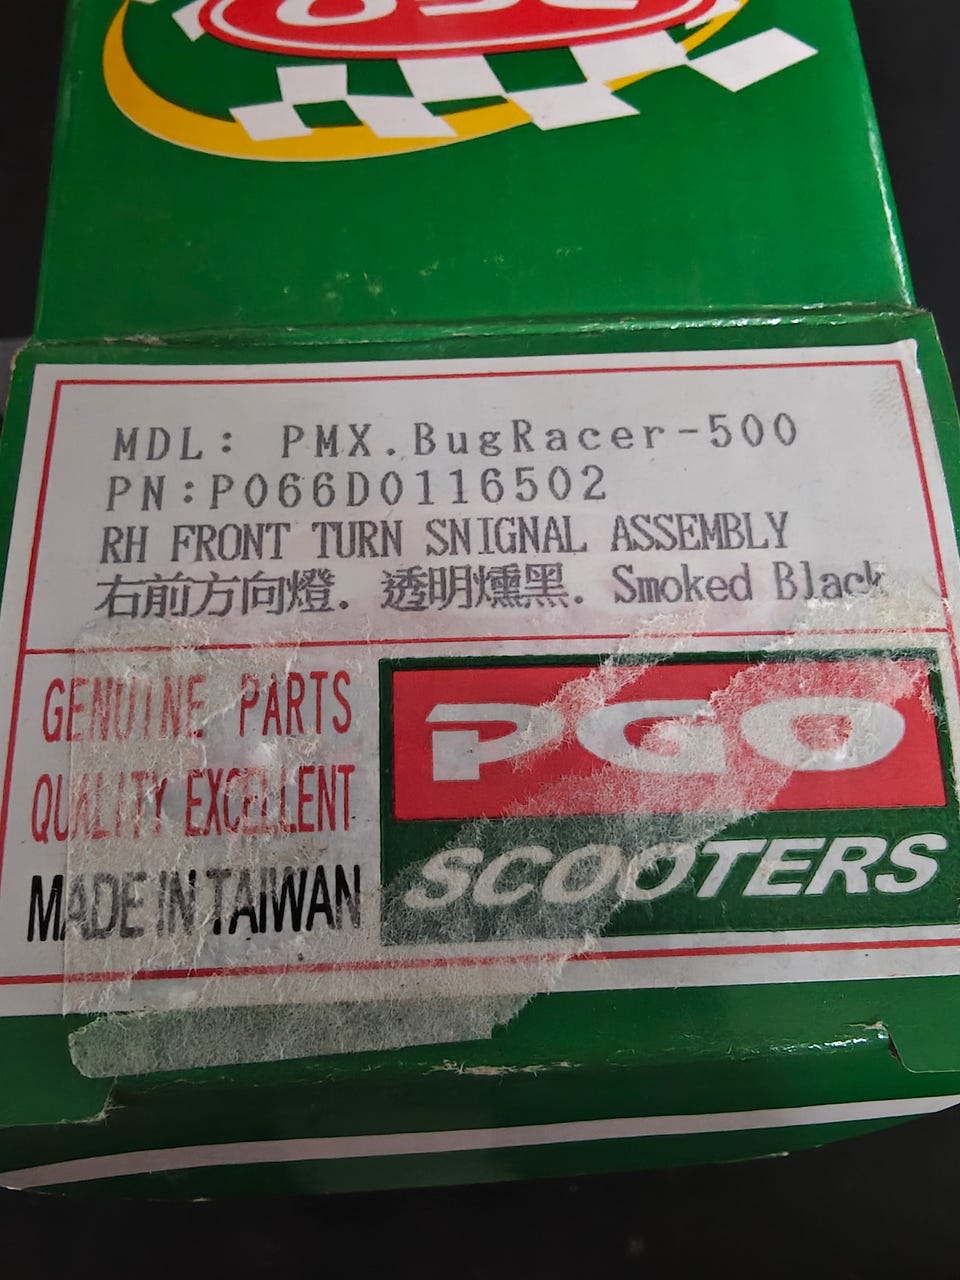 PGO
MDL: PMX.BugRacer-500
PN:P066D0116502
RH FRONT TURN SNIGNAL ASSEMBLY
右前方向燈. 透明燻黑. Smoked Black
GENUINE PARTS
QUALITY EXCELLENT
MADE IN TAIWAN
PGO
SCOOTERS